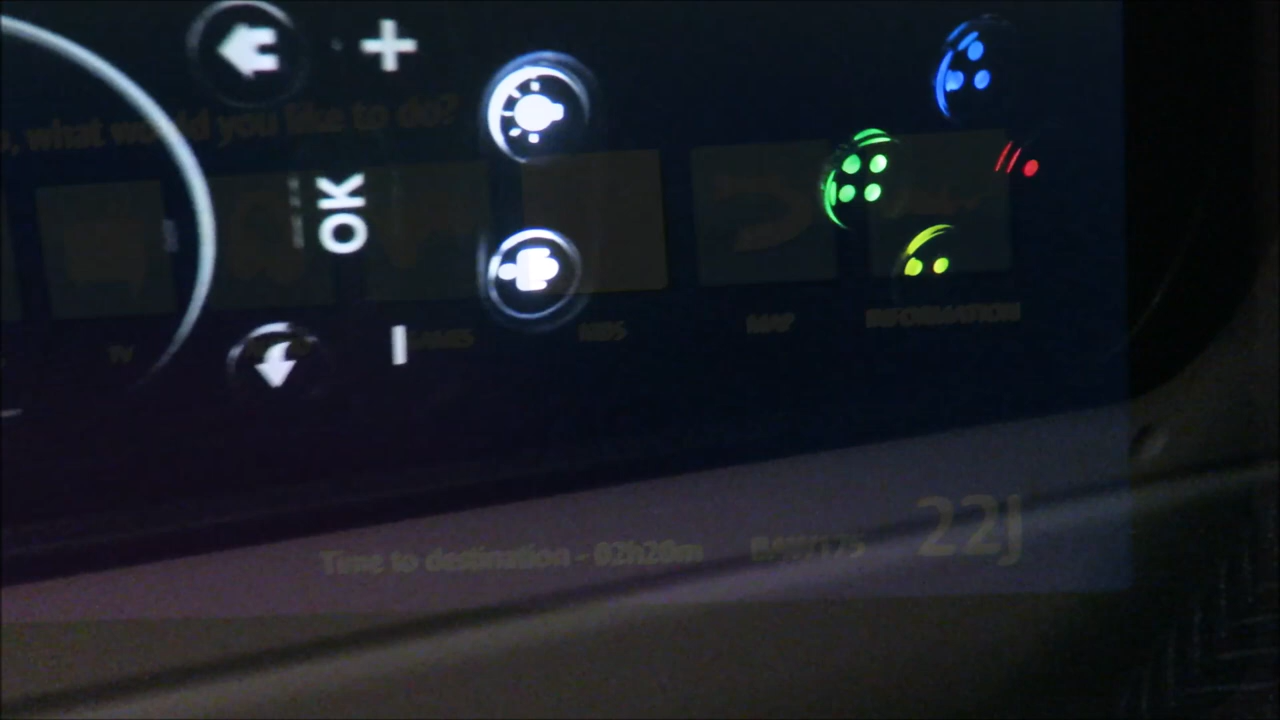 what would you like to do?
OK
TV
GAMES
KIDS
MAP
INFORMATION
Time to destination - 02h20m
22J